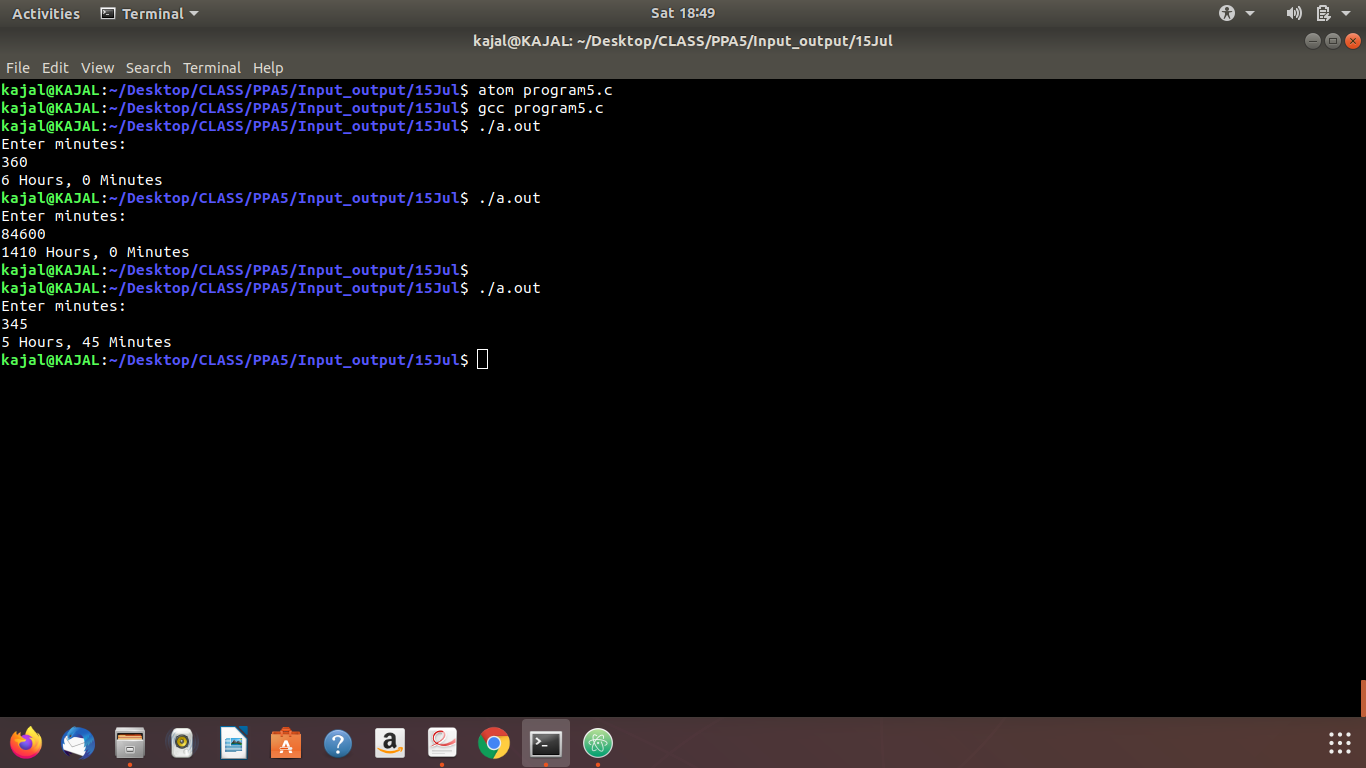 Activities Terminal Sat 18:49
kajal@KAJAL: ~/Desktop/CLASS/PPA5/Input_output/15Jul
File Edit View Search Terminal Help
kajal@KAJAL:~/Desktop/CLASS/PPA5/Input_output/15Jul$ atom program5.c
kajal@KAJAL:~/Desktop/CLASS/PPA5/Input_output/15Jul$ gcc program5.c
kajal@KAJAL:~/Desktop/CLASS/PPA5/Input_output/15Jul$ ./a.out
Enter minutes:
360
6 Hours, 0 Minutes
kajal@KAJAL:~/Desktop/CLASS/PPA5/Input_output/15Jul$ ./a.out
Enter minutes:
84600
1410 Hours, 0 Minutes
kajal@KAJAL:~/Desktop/CLASS/PPA5/Input_output/15Jul$
kajal@KAJAL:~/Desktop/CLASS/PPA5/Input_output/15Jul$ ./a.out
Enter minutes:
345
5 Hours, 45 Minutes
kajal@KAJAL:~/Desktop/CLASS/PPA5/Input_output/15Jul$